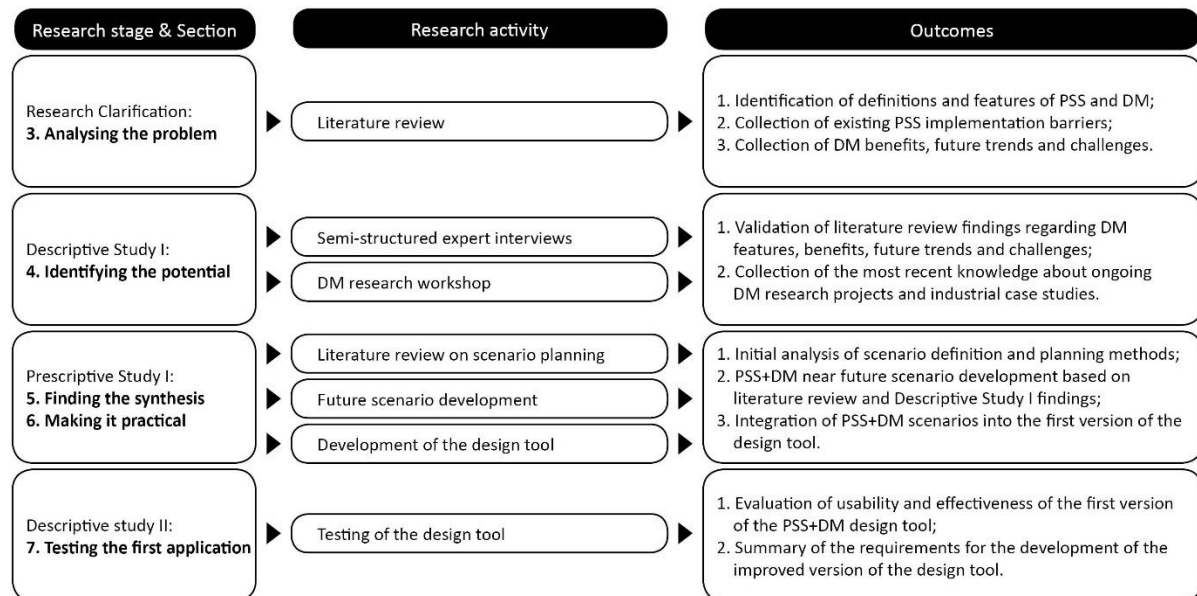 Research stage & Section
Research activity
Outcomes
Research Clarification:
3. Analysing the problem
Literature review
1. Identification of definitions and features of PSS and DM;
2. Collection of existing PSS implementation barriers;
3. Collection of DM benefits, future trends and challenges.
Descriptive Study I:
4. Identifying the potential
Semi-structured expert interviews
DM research workshop
1. Validation of literature review findings regarding DM
features, benefits, future trends and challenges;
2. Collection of the most recent knowledge about ongoing
DM research projects and industrial case studies.
Prescriptive Study I:
5. Finding the synthesis
6. Making it practical
Literature review on scenario planning
Future scenario development
Development of the design tool
1. Initial analysis of scenario definition and planning methods;
2. PSS+DM near future scenario development based on
literature review and Descriptive Study I findings;
3. Integration of PSS+DM scenarios into the first version of the
design tool.
Descriptive study II:
7. Testing the first application
Testing of the design tool
1. Evaluation of usability and effectiveness of the first version
of the PSS+DM design tool;
2. Summary of the requirements for the development of the
improved version of the design tool.